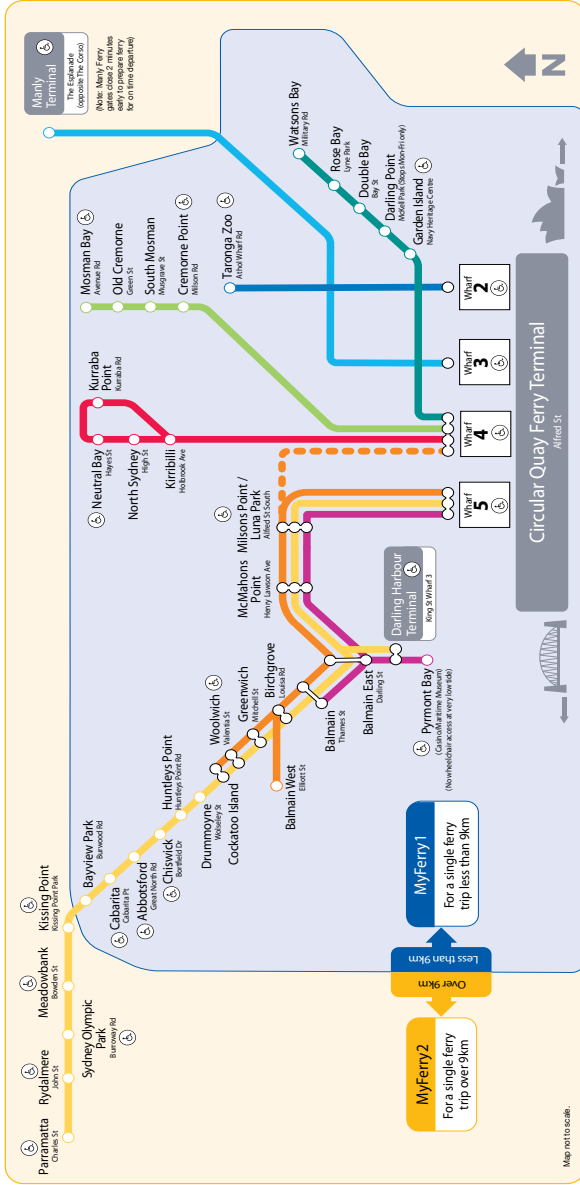 Parramatta
Charles St
Rydalmere
John St
Sydney Olympic
Park
Burroway Rd
Meadowbank
Bowden St
Kissing Point
Kissing Point Park
Bayview Park
Burwood Rd
Cabarita
Cabarita Pt
Abbotsford
Great North Rd
Chiswick
Bortfield Dr
Huntleys Point
Huntleys Point Rd
Drummoyne
Wolseley St
Cockatoo Island
Woolwich
Valentia St
Greenwich
Mitchell St
Birchgrove
Louisa Rd
Balmain West
Elliott St
Balmain
Thames St
Balmain East
Darling St
McMahons
Point
Henry Lawson Ave
Milsons Point /
Luna Park
Alfred St South
Darling Harbour
Terminal
King St Wharf 3
Pyrmont Bay
(Casino/Maritime Museum)
(No wheelchair access at very low tide)
Neutral Bay
Hayes St
Kurraba
Point
Kurraba Rd
North Sydney
High St
Kirribilli
Holbrook Ave
Mosman Bay
Avenue Rd
Old Cremorne
Green St
South Mosman
Musgrave St
Cremorne Point
Milson Rd
Taronga Zoo
Athol Wharf Rd
Manly
Terminal
The Esplanade
(opposite The Corso)
(Note: Manly Ferry
gates close 2 minutes
early to prepare ferry
for on time departure)
Watsons Bay
Military Rd
Rose Bay
Lyne Park
Double Bay
Bay St
Darling Point
McKell Park (Stops Mon-Fri only)
Garden Island
Navy Heritage Centre
Wharf
5
Wharf
4
Wharf
3
Wharf
2
Circular Quay Ferry Terminal
Alfred St
N
MyFerry2
For a single ferry
trip over 9km
Over 9km
Less than 9km
MyFerry1
For a single ferry
trip less than 9km
Map not to scale.